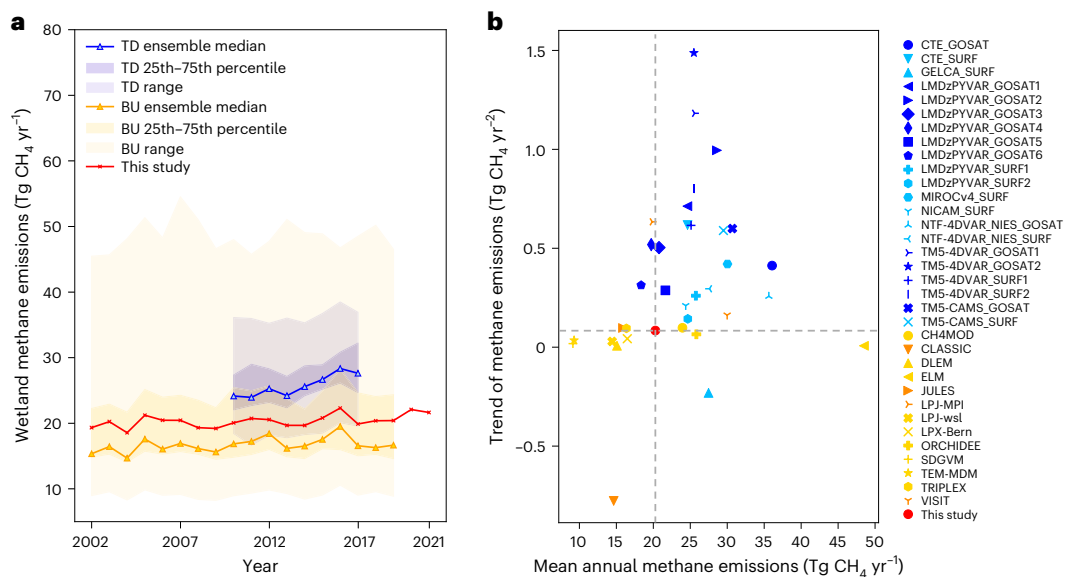 a
80
70
60
50
40
30
20
10
Wetland methane emissions (Tg CH₄ yr⁻¹)
TD ensemble median
TD 25th–75th percentile
TD range
BU ensemble median
BU 25th–75th percentile
BU range
This study
2002
2007
2012
2017
2021
Year
b
1.5
1.0
0.5
0
−0.5
Trend of methane emissions (Tg CH₄ yr⁻²)
10
15
20
25
30
35
40
45
50
Mean annual methane emissions (Tg CH₄ yr⁻¹)
CTE_GOSAT
CTE_SURF
GELCA_SURF
LMDzPYVAR_GOSAT1
LMDzPYVAR_GOSAT2
LMDzPYVAR_GOSAT3
LMDzPYVAR_GOSAT4
LMDzPYVAR_GOSAT5
LMDzPYVAR_GOSAT6
LMDzPYVAR_SURF1
LMDzPYVAR_SURF2
MIROCv4_SURF
NICAM_SURF
NTF-4DVAR_NIES_GOSAT
NTF-4DVAR_NIES_SURF
TM5-4DVAR_GOSAT1
TM5-4DVAR_GOSAT2
TM5-4DVAR_SURF1
TM5-4DVAR_SURF2
TM5-CAMS_GOSAT
TM5-CAMS_SURF
CH4MOD
CLASSIC
DLEM
ELM
JULES
LPJ-MPI
LPJ-wsl
LPX-Bern
ORCHIDEE
SDGVM
TEM-MDM
TRIPLEX
VISIT
This study